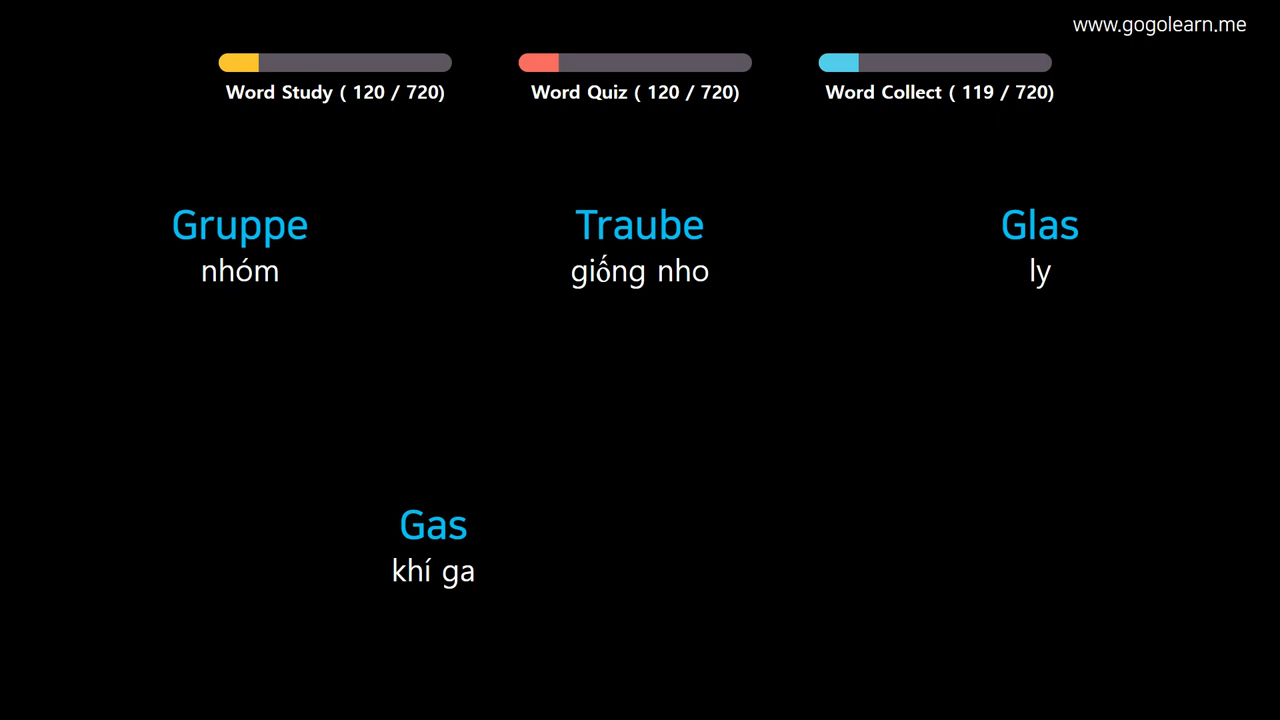 www.gogolearn.me
Word Study ( 120 / 720)
Word Quiz ( 120 / 720)
Word Collect ( 119 / 720)
Gruppe
nhóm
Traube
giống nho
Glas
ly
Gas
khí ga